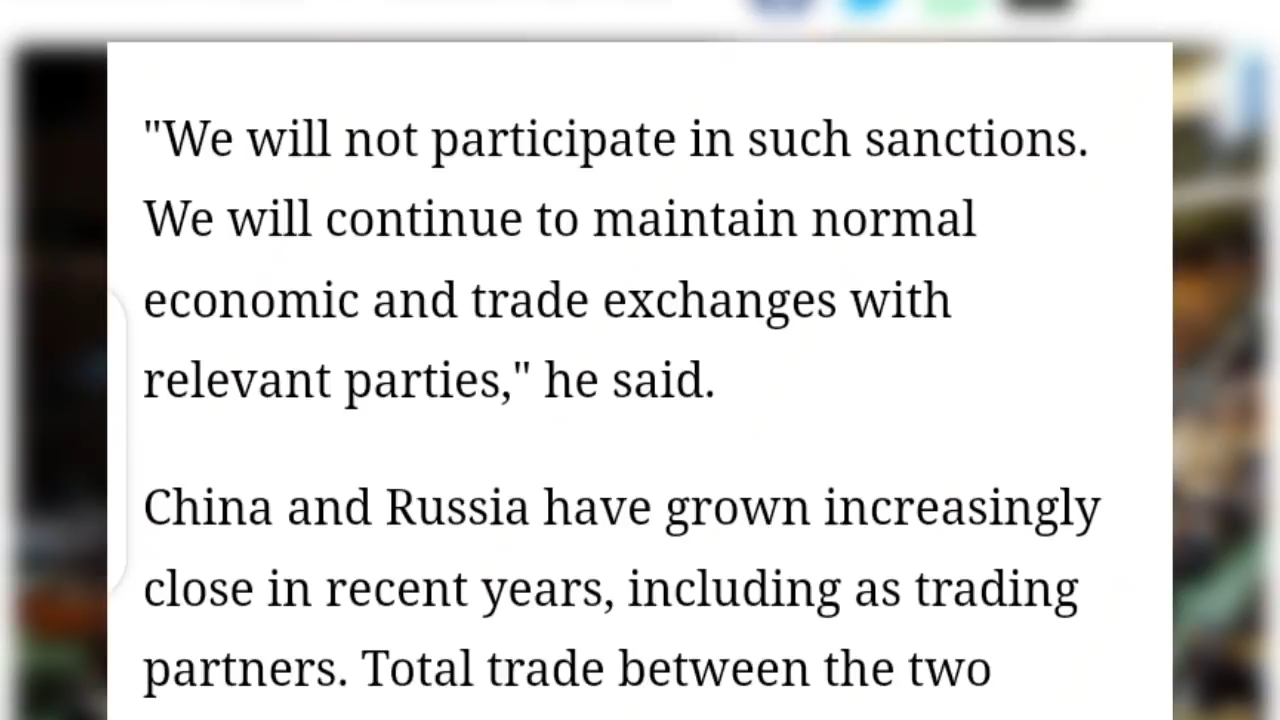 "We will not participate in such sanctions.
We will continue to maintain normal
economic and trade exchanges with
relevant parties," he said.
China and Russia have grown increasingly
close in recent years, including as trading
partners. Total trade between the two